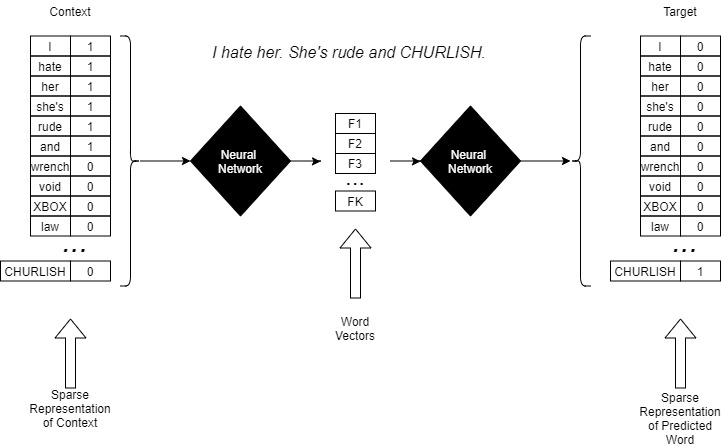 Context
Target
I hate her. She's rude and CHURLISH.
I 1
hate 1
her 1
she's 1
rude 1
and 1
wrench 0
void 0
XBOX 0
law 0
...
CHURLISH 0
Neural
Network
F1
F2
F3
...
FK
Neural
Network
I 0
hate 0
her 0
she's 0
rude 0
and 0
wrench 0
void 0
XBOX 0
law 0
...
CHURLISH 1
Word
Vectors
Sparse
Representation
of Context
Sparse
Representation
of Predicted
Word